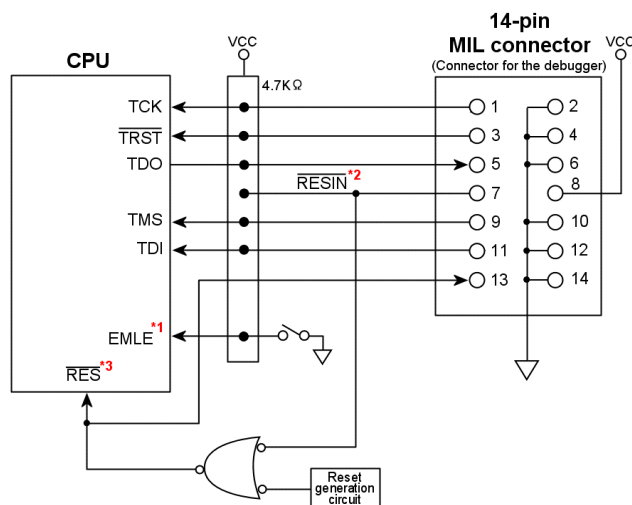 14-pin
MIL connector
(Connector for the debugger)
VCC
VCC
CPU
4.7KΩ
TCK
1
2
TRST
3
4
TDO
5
6
RESIN*2
7
8
TMS
9
10
TDI
11
12
13
14
EMLE*1
RES*3
Reset
generation
circuit